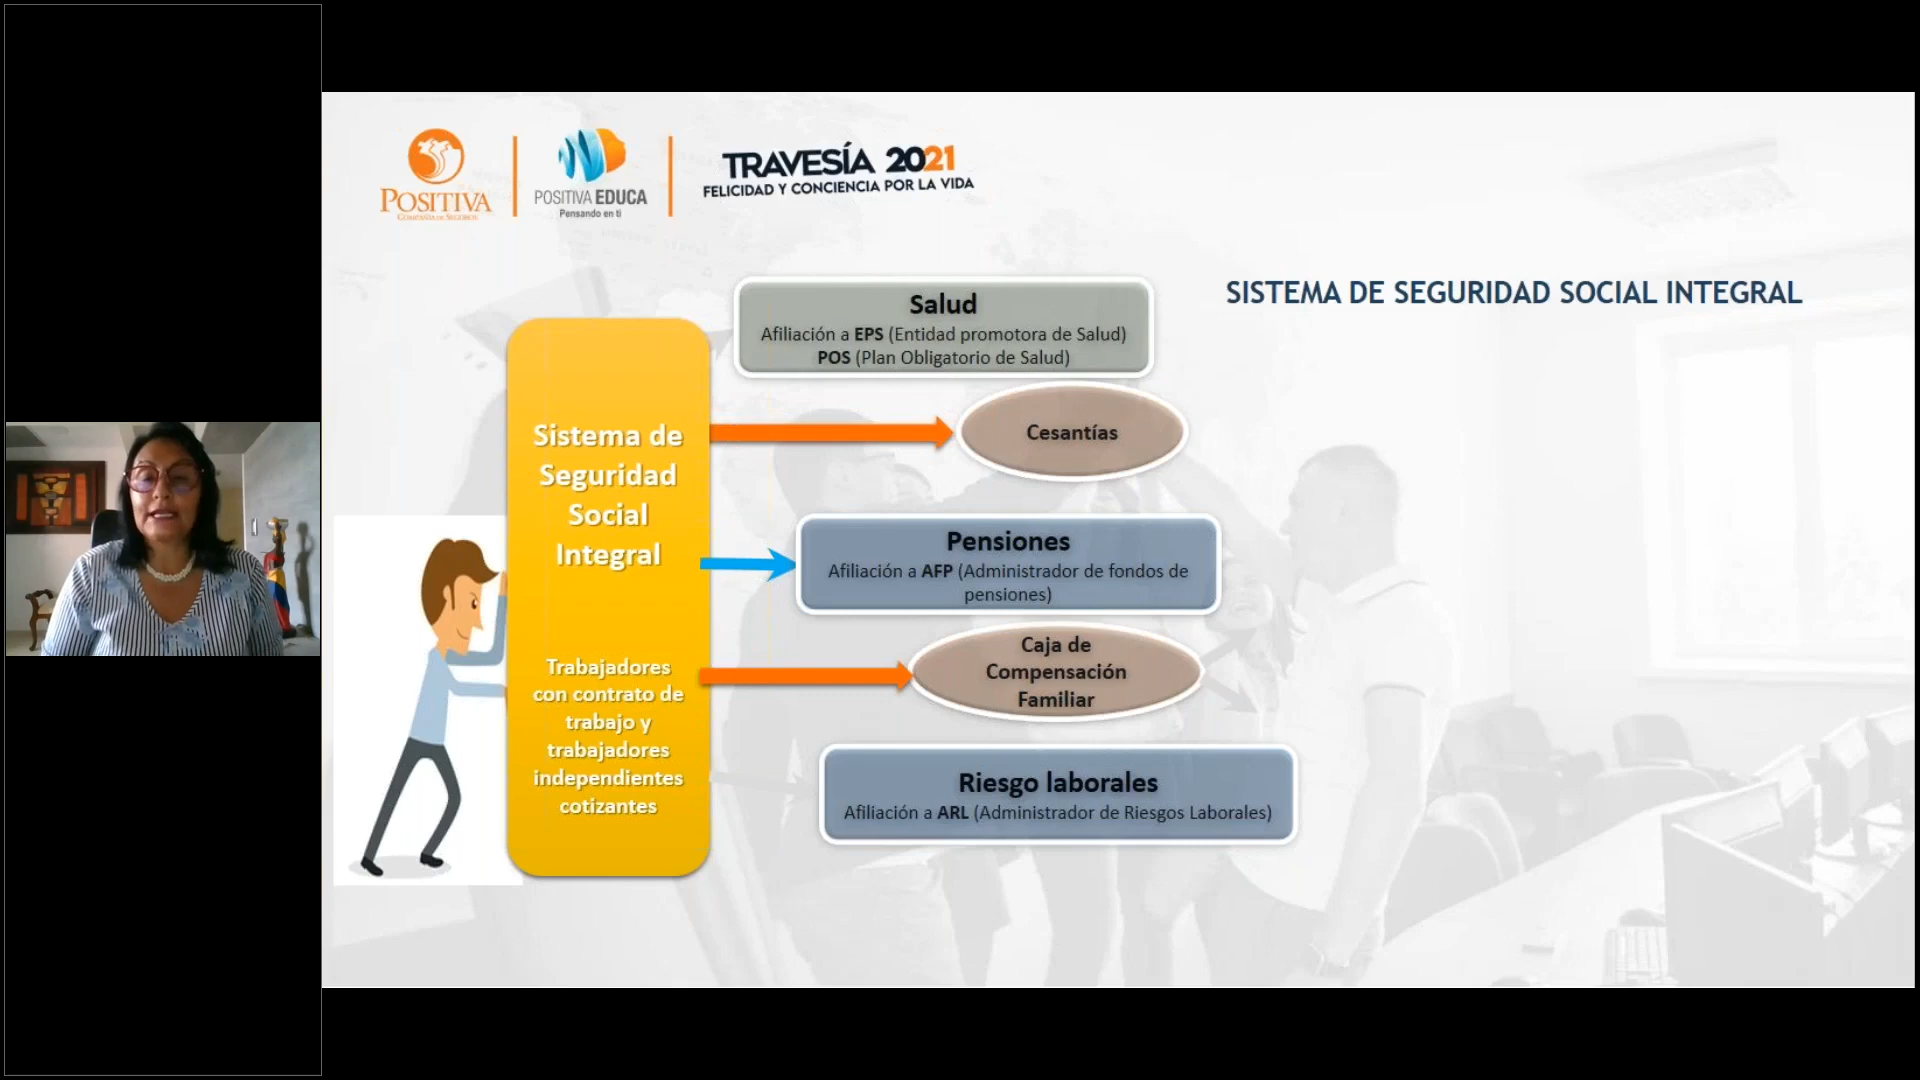 POSITIVA
COMPAÑIA DE SEGUROS
POSITIVA EDUCA
Pensando en ti
TRAVESÍA 2021
FELICIDAD Y CONCIENCIA POR LA VIDA
SISTEMA DE SEGURIDAD SOCIAL INTEGRAL
Sistema de
Seguridad
Social
Integral
Trabajadores
con contrato de
trabajo y
trabajadores
independientes
cotizantes
Salud
Afiliación a EPS (Entidad promotora de Salud)
POS (Plan Obligatorio de Salud)
Cesantías
Pensiones
Afiliación a AFP (Administrador de fondos de
pensiones)
Caja de
Compensación
Familiar
Riesgo laborales
Afiliación a ARL (Administrador de Riesgos Laborales)